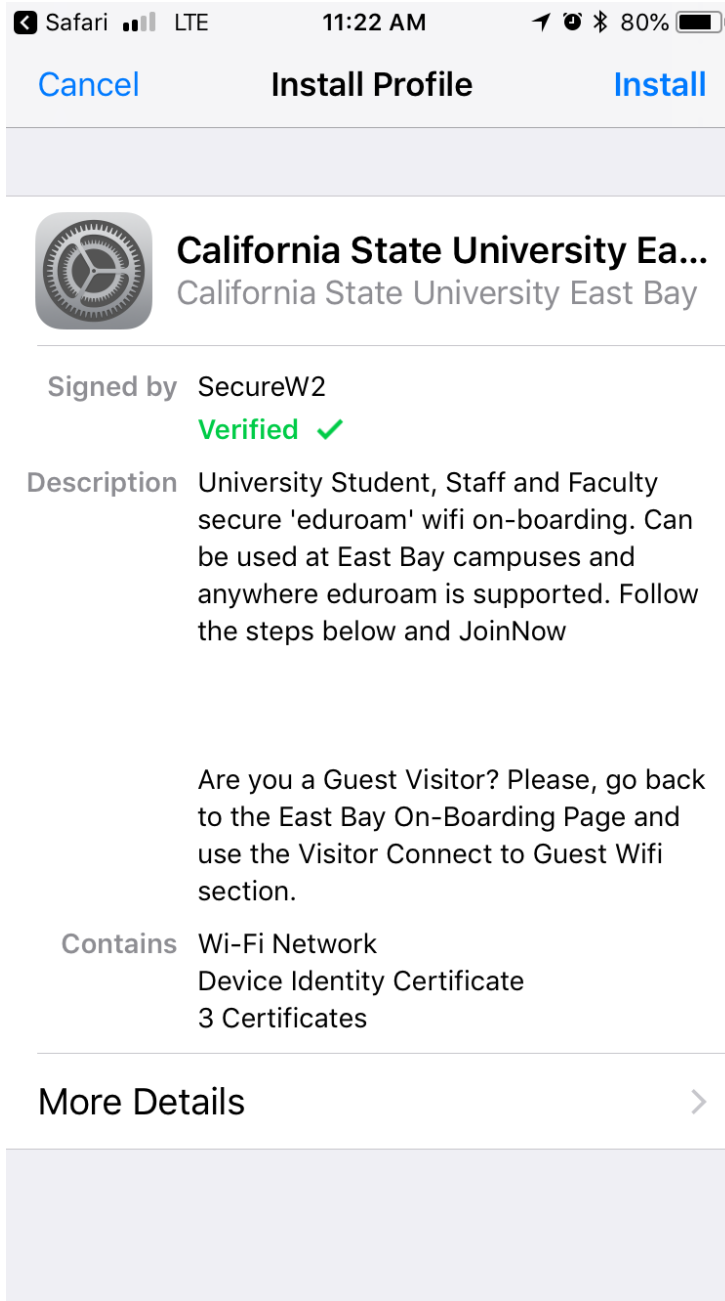 Safari LTE 11:22 AM 80%
Cancel Install Profile Install
California State University Ea...
California State University East Bay
Signed by SecureW2
Verified ✓
Description University Student, Staff and Faculty
secure 'eduroam' wifi on-boarding. Can
be used at East Bay campuses and
anywhere eduroam is supported. Follow
the steps below and JoinNow
Are you a Guest Visitor? Please, go back
to the East Bay On-Boarding Page and
use the Visitor Connect to Guest Wifi
section.
Contains Wi-Fi Network
Device Identity Certificate
3 Certificates
More Details